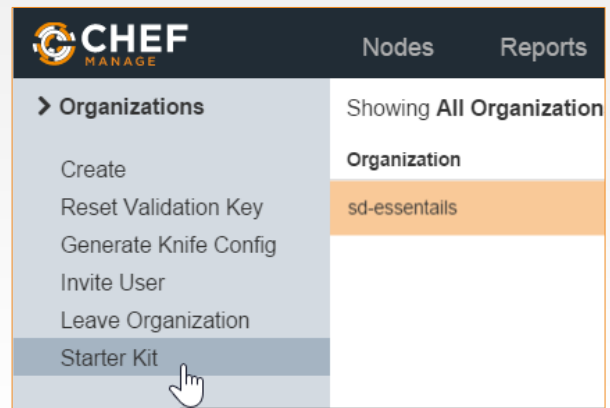 CHEF
MANAGE
Nodes Reports
Organizations
Showing All Organization
Create
Organization
Reset Validation Key
sd-essentails
Generate Knife Config
Invite User
Leave Organization
Starter Kit